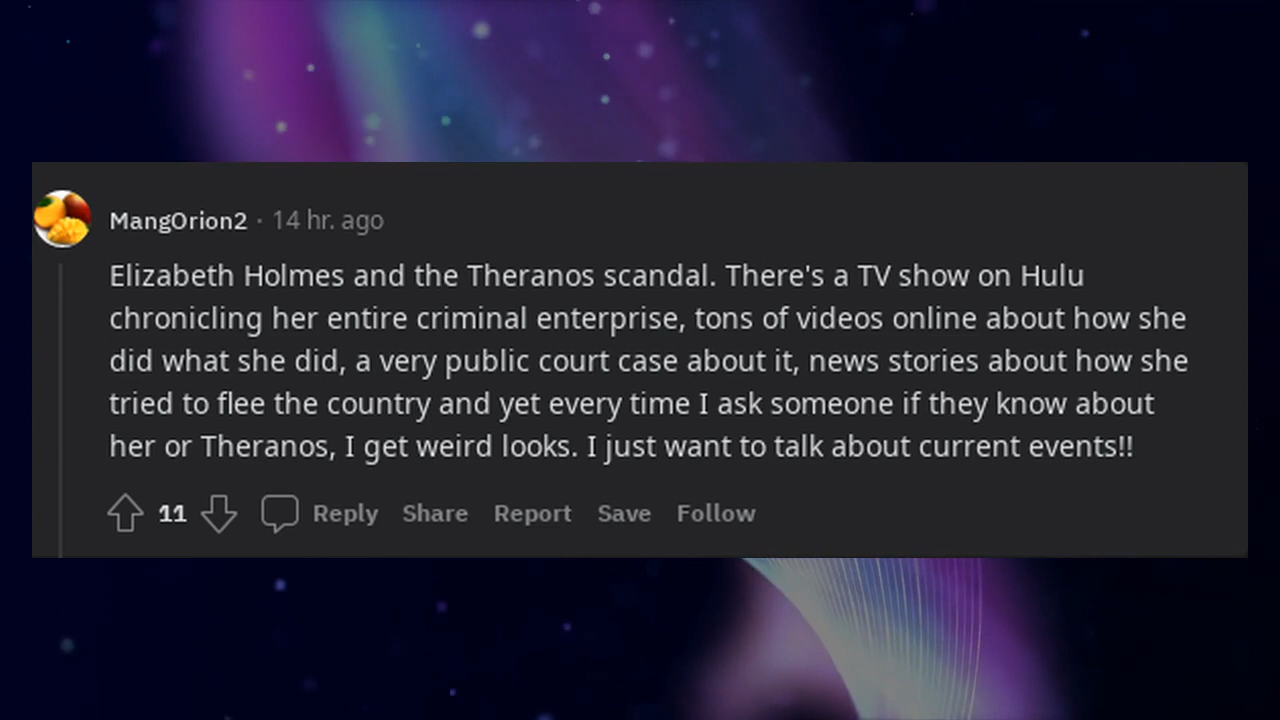 MangOrion2 · 14 hr. ago
Elizabeth Holmes and the Theranos scandal. There's a TV show on Hulu
chronicling her entire criminal enterprise, tons of videos online about how she
did what she did, a very public court case about it, news stories about how she
tried to flee the country and yet every time I ask someone if they know about
her or Theranos, I get weird looks. I just want to talk about current events!!
11 Reply Share Report Save Follow